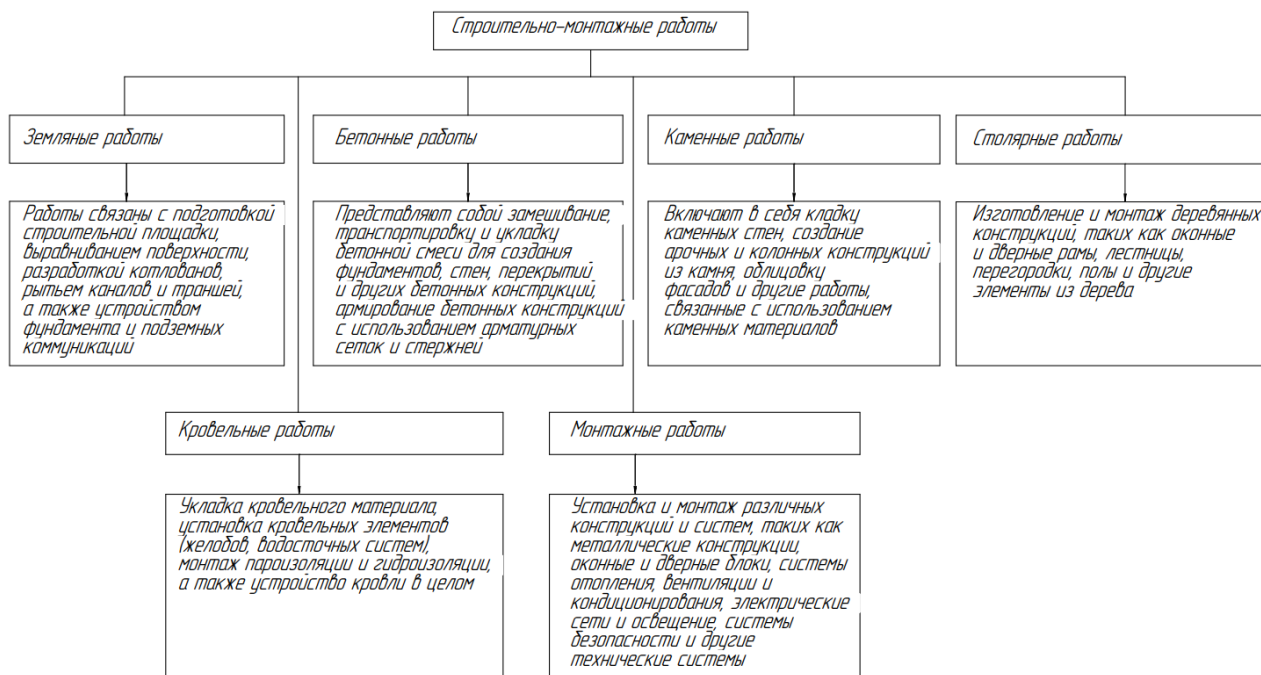 Строительно-монтажные работы
Земляные работы
Работы связаны с подготовкой
строительной площадки,
выравниванием поверхности,
разработкой котлованов,
рытьем каналов и траншей,
а также устройством
фундамента и подземных
коммуникаций
Бетонные работы
Представляют собой замешивание,
транспортировку и укладку
бетонной смеси для создания
фундаментов, стен, перекрытий
и других бетонных конструкций,
армирование бетонных конструкций
с использованием арматурных
сеток и стержней
Каменные работы
Включают в себя кладку
каменных стен, создание
арочных и колонных конструкций
из камня, облицовку
фасадов и другие работы,
связанные с использованием
каменных материалов
Столярные работы
Изготовление и монтаж деревянных
конструкций, таких как оконные
и дверные рамы, лестницы,
перегородки, полы и другие
элементы из дерева
Кровельные работы
Укладка кровельного материала,
установка кровельных элементов
(желобов, водосточных систем),
монтаж пароизоляции и гидроизоляции,
а также устройство кровли в целом
Монтажные работы
Установка и монтаж различных
конструкций и систем, таких как
металлические конструкции,
оконные и дверные блоки, системы
отопления, вентиляции и
кондиционирования, электрические
сети и освещение, системы
безопасности и другие
технические системы